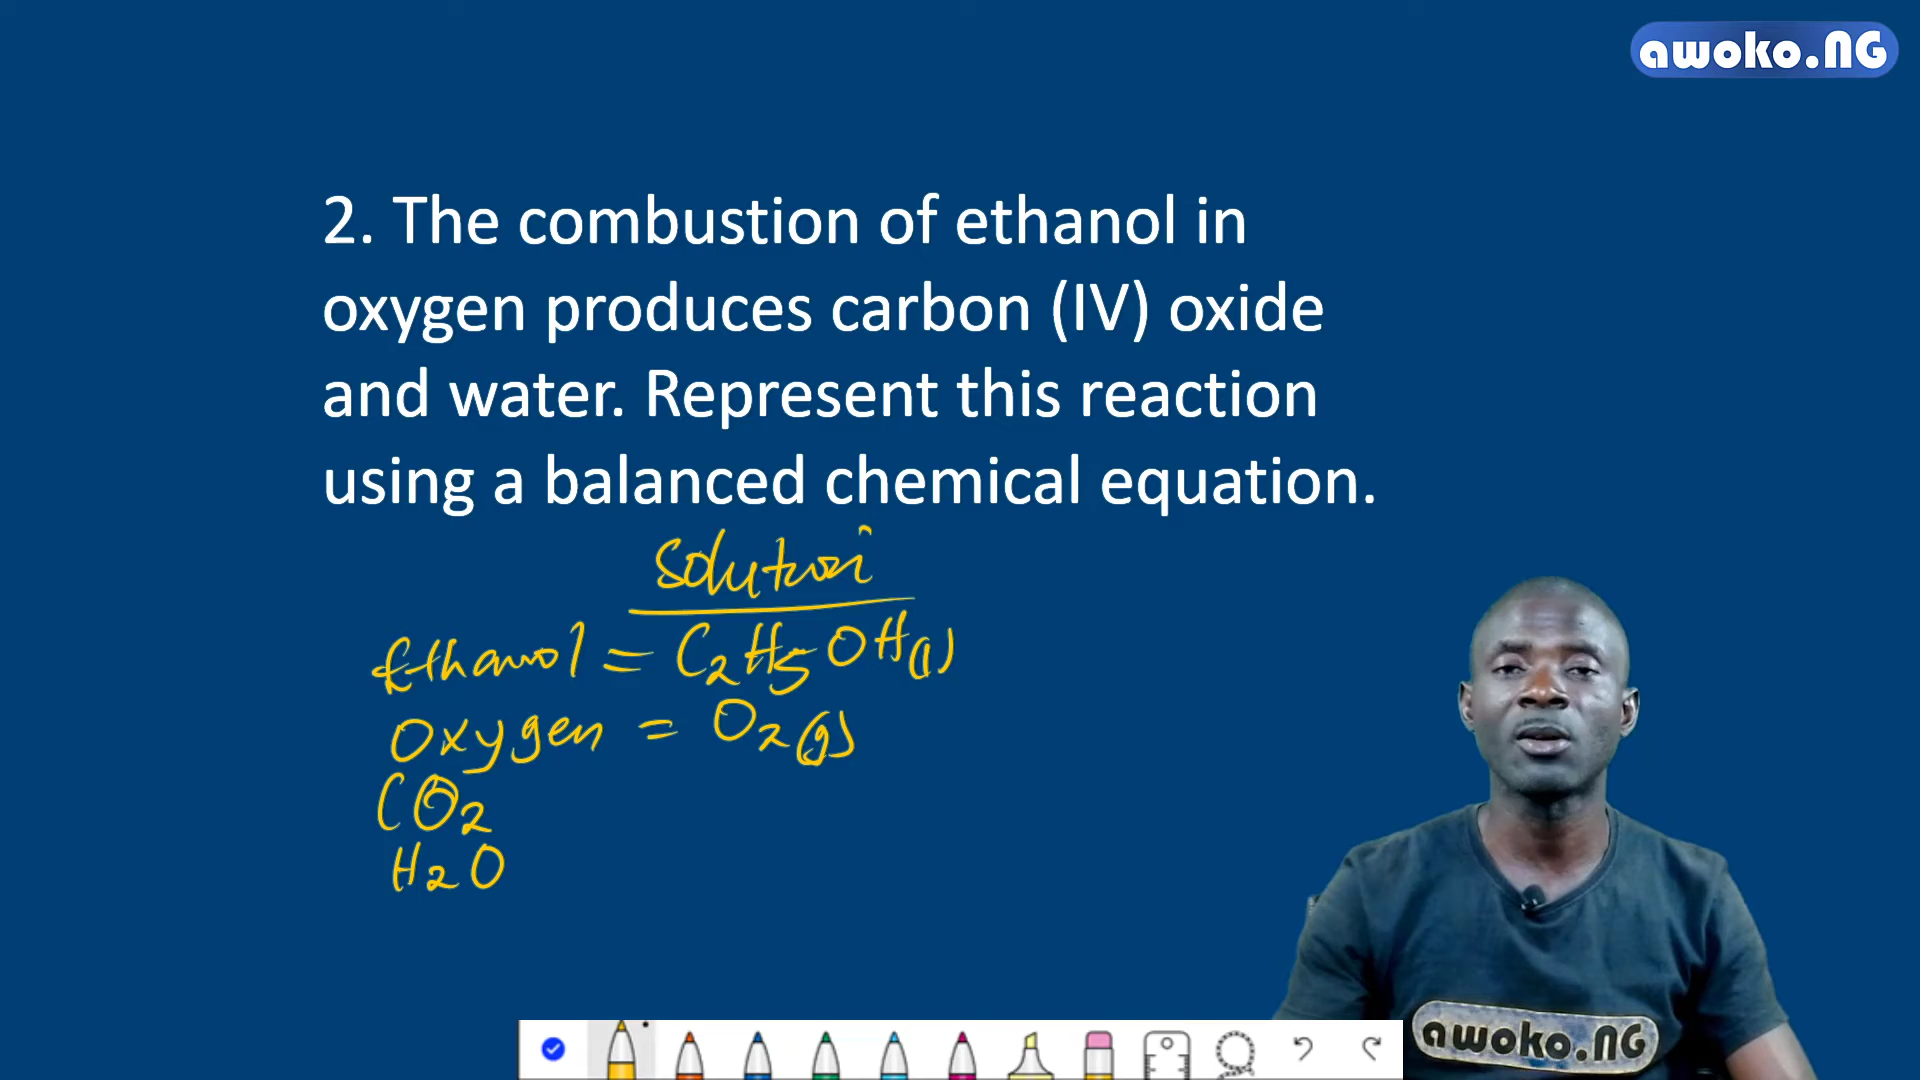 awoko.NG
2. The combustion of ethanol in
oxygen produces carbon (IV) oxide
and water. Represent this reaction
using a balanced chemical equation.
Solution
Ethanol = C₂H₅OH(l)
Oxygen = O₂(g)
CO₂
H₂O
awoko.NG